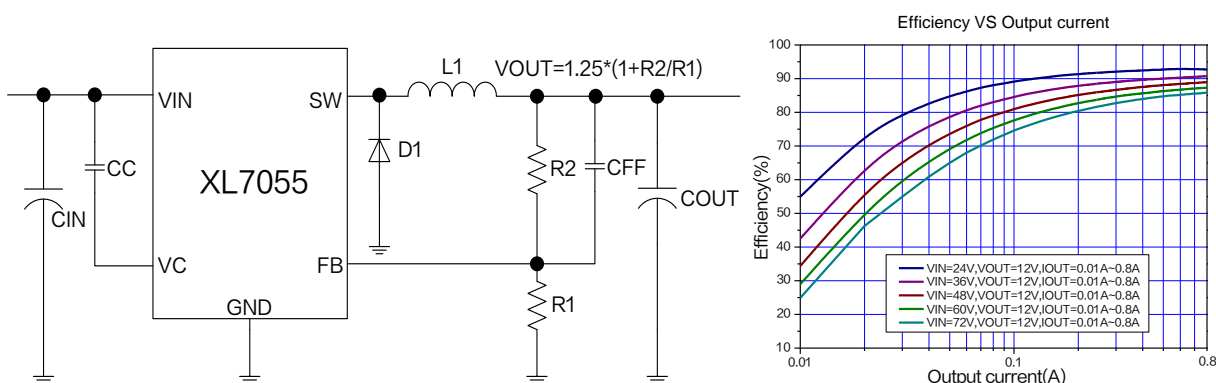 VIN
SW
L1
VOUT=1.25*(1+R2/R1)
CC
CIN
XL7055
D1
R2
CFF
COUT
VC
FB
GND
R1
Efficiency VS Output current
Efficiency(%)
100
90
80
70
60
50
40
30
20
10
VIN=24V,VOUT=12V,IOUT=0.01A~0.8A
VIN=36V,VOUT=12V,IOUT=0.01A~0.8A
VIN=48V,VOUT=12V,IOUT=0.01A~0.8A
VIN=60V,VOUT=12V,IOUT=0.01A~0.8A
VIN=72V,VOUT=12V,IOUT=0.01A~0.8A
0.01 0.1 0.8
Output current(A)